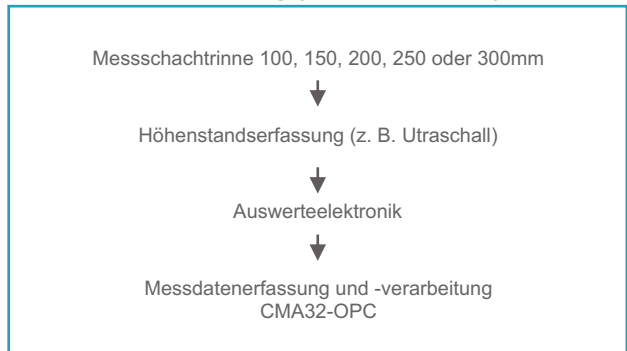 Messschachtrinne 100, 150, 200, 250 oder 300mm
Höhenstandserfassung (z. B. Utraschall)
Auswerteelektronik
Messdatenerfassung und -verarbeitung
CMA32-OPC